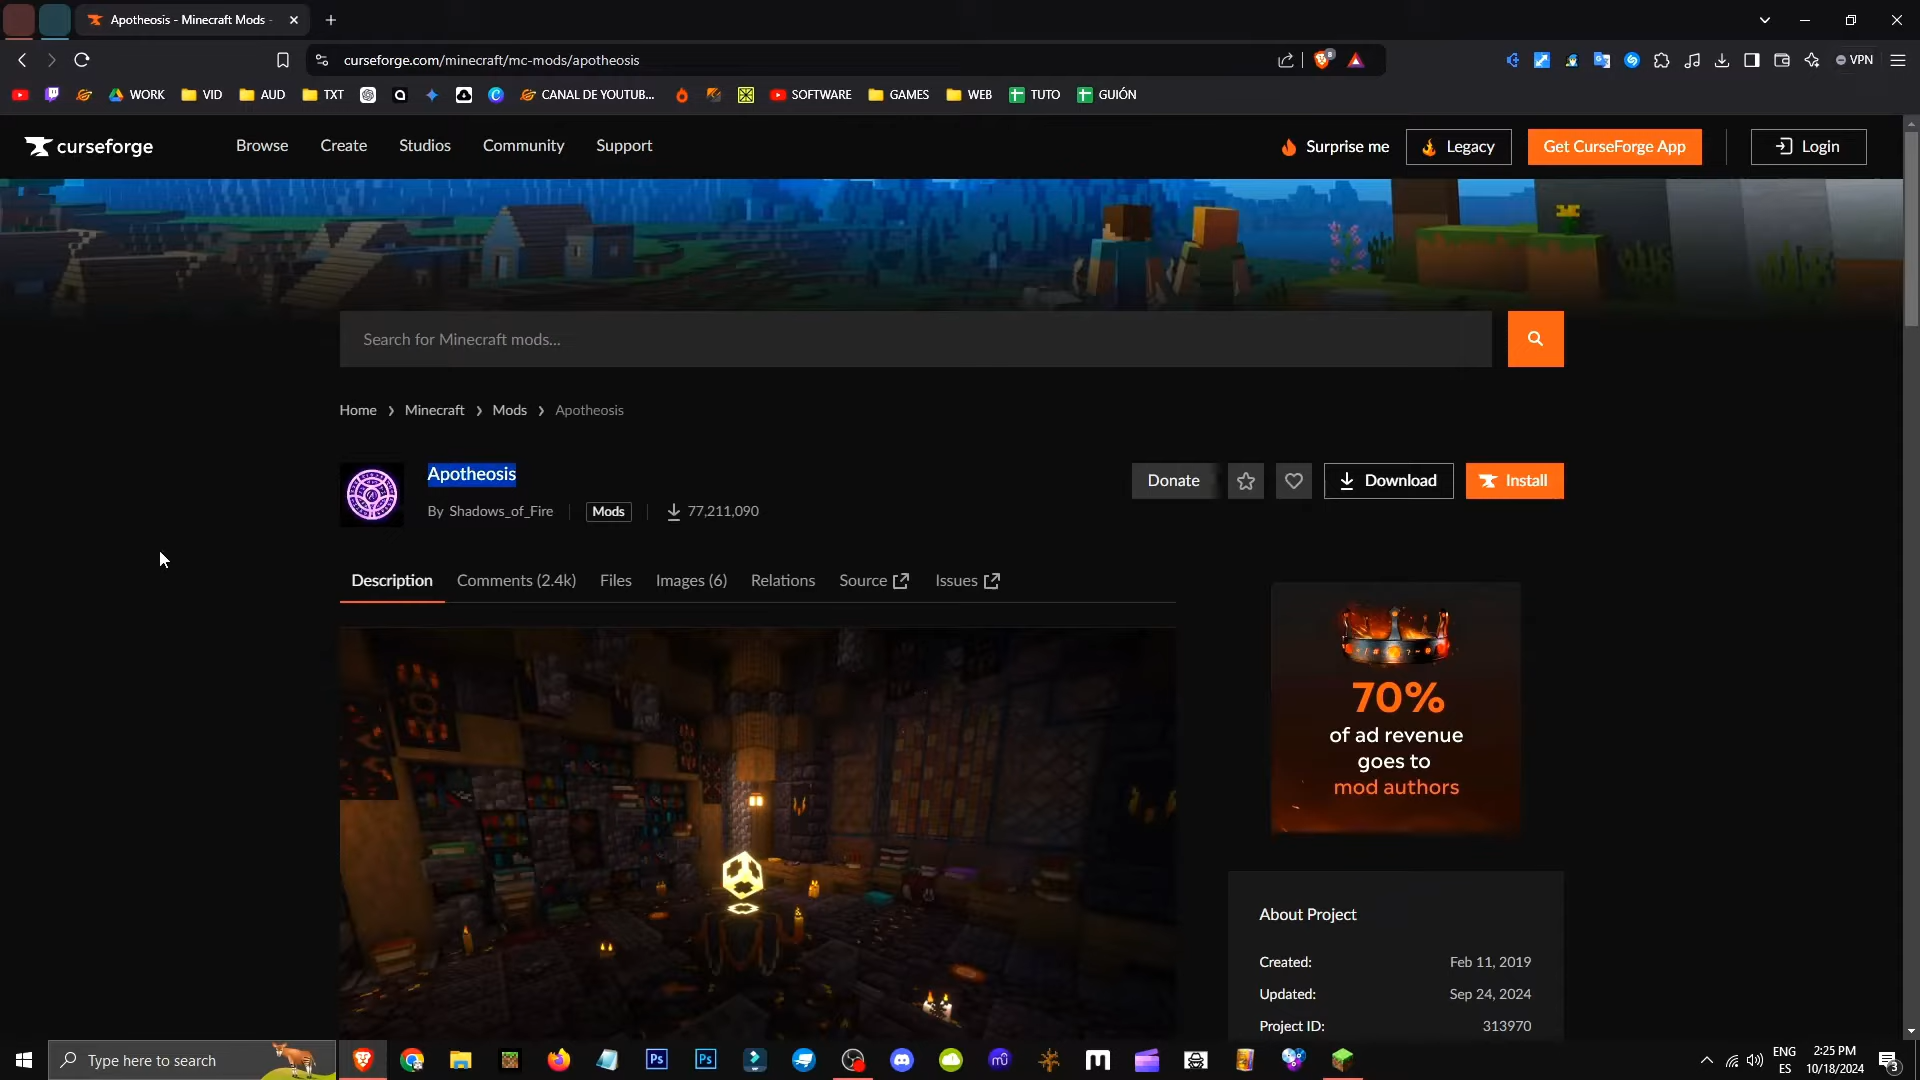 Apotheosis - Minecraft Mods -
curseforge.com/minecraft/mc-mods/apotheosis
8
VPN
WORK VID AUD TXT CANAL DE YOUTUB... SOFTWARE GAMES WEB TUTO GUIÓN
curseforge Browse Create Studios Community Support Surprise me Legacy Get CurseForge App Login
Search for Minecraft mods...
Home > Minecraft > Mods > Apotheosis
Apotheosis
By Shadows_of_Fire Mods 77,211,090
Donate Download Install
Description Comments (2.4k) Files Images (6) Relations Source Issues
70%
of ad revenue
goes to
mod authors
About Project
Created: Feb 11, 2019
Updated: Sep 24, 2024
Project ID: 313970
Type here to search
Ps Ps
ENG
ES
2:25 PM
10/18/2024
3